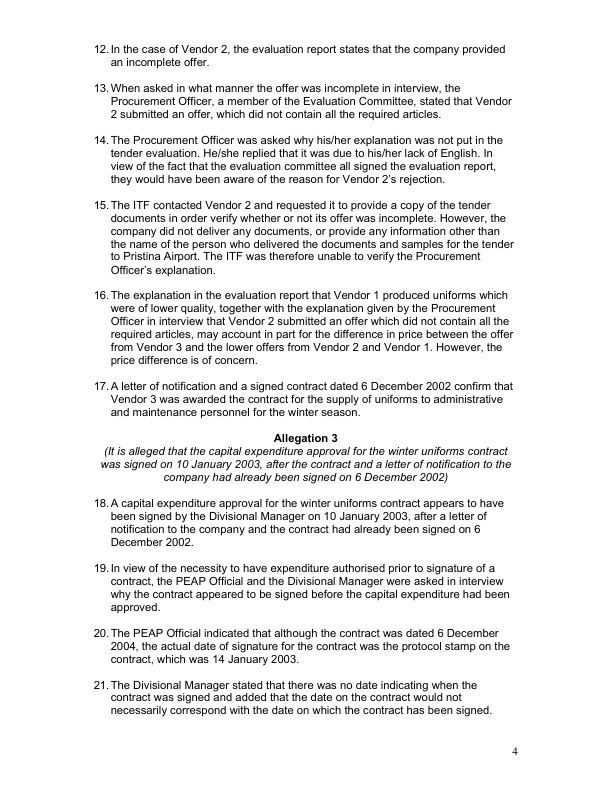 12. In the case of Vendor 2, the evaluation report states that the company provided
an incomplete offer.
13. When asked in what manner the offer was incomplete in interview, the
Procurement Officer, a member of the Evaluation Committee, stated that Vendor
2 submitted an offer, which did not contain all the required articles.
14. The Procurement Officer was asked why his/her explanation was not put in the
tender evaluation. He/she replied that it was due to his/her lack of English. In
view of the fact that the evaluation committee all signed the evaluation report,
they would have been aware of the reason for Vendor 2's rejection.
15. The ITF contacted Vendor 2 and requested it to provide a copy of the tender
documents in order verify whether or not its offer was incomplete. However, the
company did not deliver any documents, or provide any information other than
the name of the person who delivered the documents and samples for the tender
to Pristina Airport. The ITF was therefore unable to verify the Procurement
Officer's explanation.
16. The explanation in the evaluation report that Vendor 1 produced uniforms which
were of lower quality, together with the explanation given by the Procurement
Officer in interview that Vendor 2 submitted an offer which did not contain all the
required articles, may account in part for the difference in price between the offer
from Vendor 3 and the lower offers from Vendor 2 and Vendor 1. However, the
price difference is of concern.
17. A letter of notification and a signed contract dated 6 December 2002 confirm that
Vendor 3 was awarded the contract for the supply of uniforms to administrative
and maintenance personnel for the winter season.
Allegation 3
(It is alleged that the capital expenditure approval for the winter uniforms contract
was signed on 10 January 2003, after the contract and a letter of notification to the
company had already been signed on 6 December 2002)
18. A capital expenditure approval for the winter uniforms contract appears to have
been signed by the Divisional Manager on 10 January 2003, after a letter of
notification to the company and the contract had already been signed on 6
December 2002.
19. In view of the necessity to have expenditure authorised prior to signature of a
contract, the PEAP Official and the Divisional Manager were asked in interview
why the contract appeared to be signed before the capital expenditure had been
approved.
20. The PEAP Official indicated that although the contract was dated 6 December
2004, the actual date of signature for the contract was the protocol stamp on the
contract, which was 14 January 2003.
21. The Divisional Manager stated that there was no date indicating when the
contract was signed and added that the date on the contract would not
necessarily correspond with the date on which the contract has been signed.
4